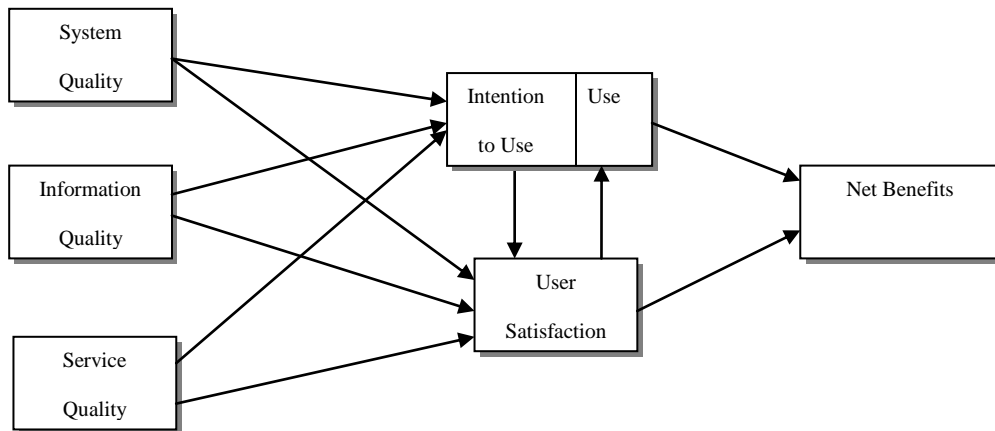 System
Quality
Intention
to Use
Use
Information
Quality
Net Benefits
User
Satisfaction
Service
Quality